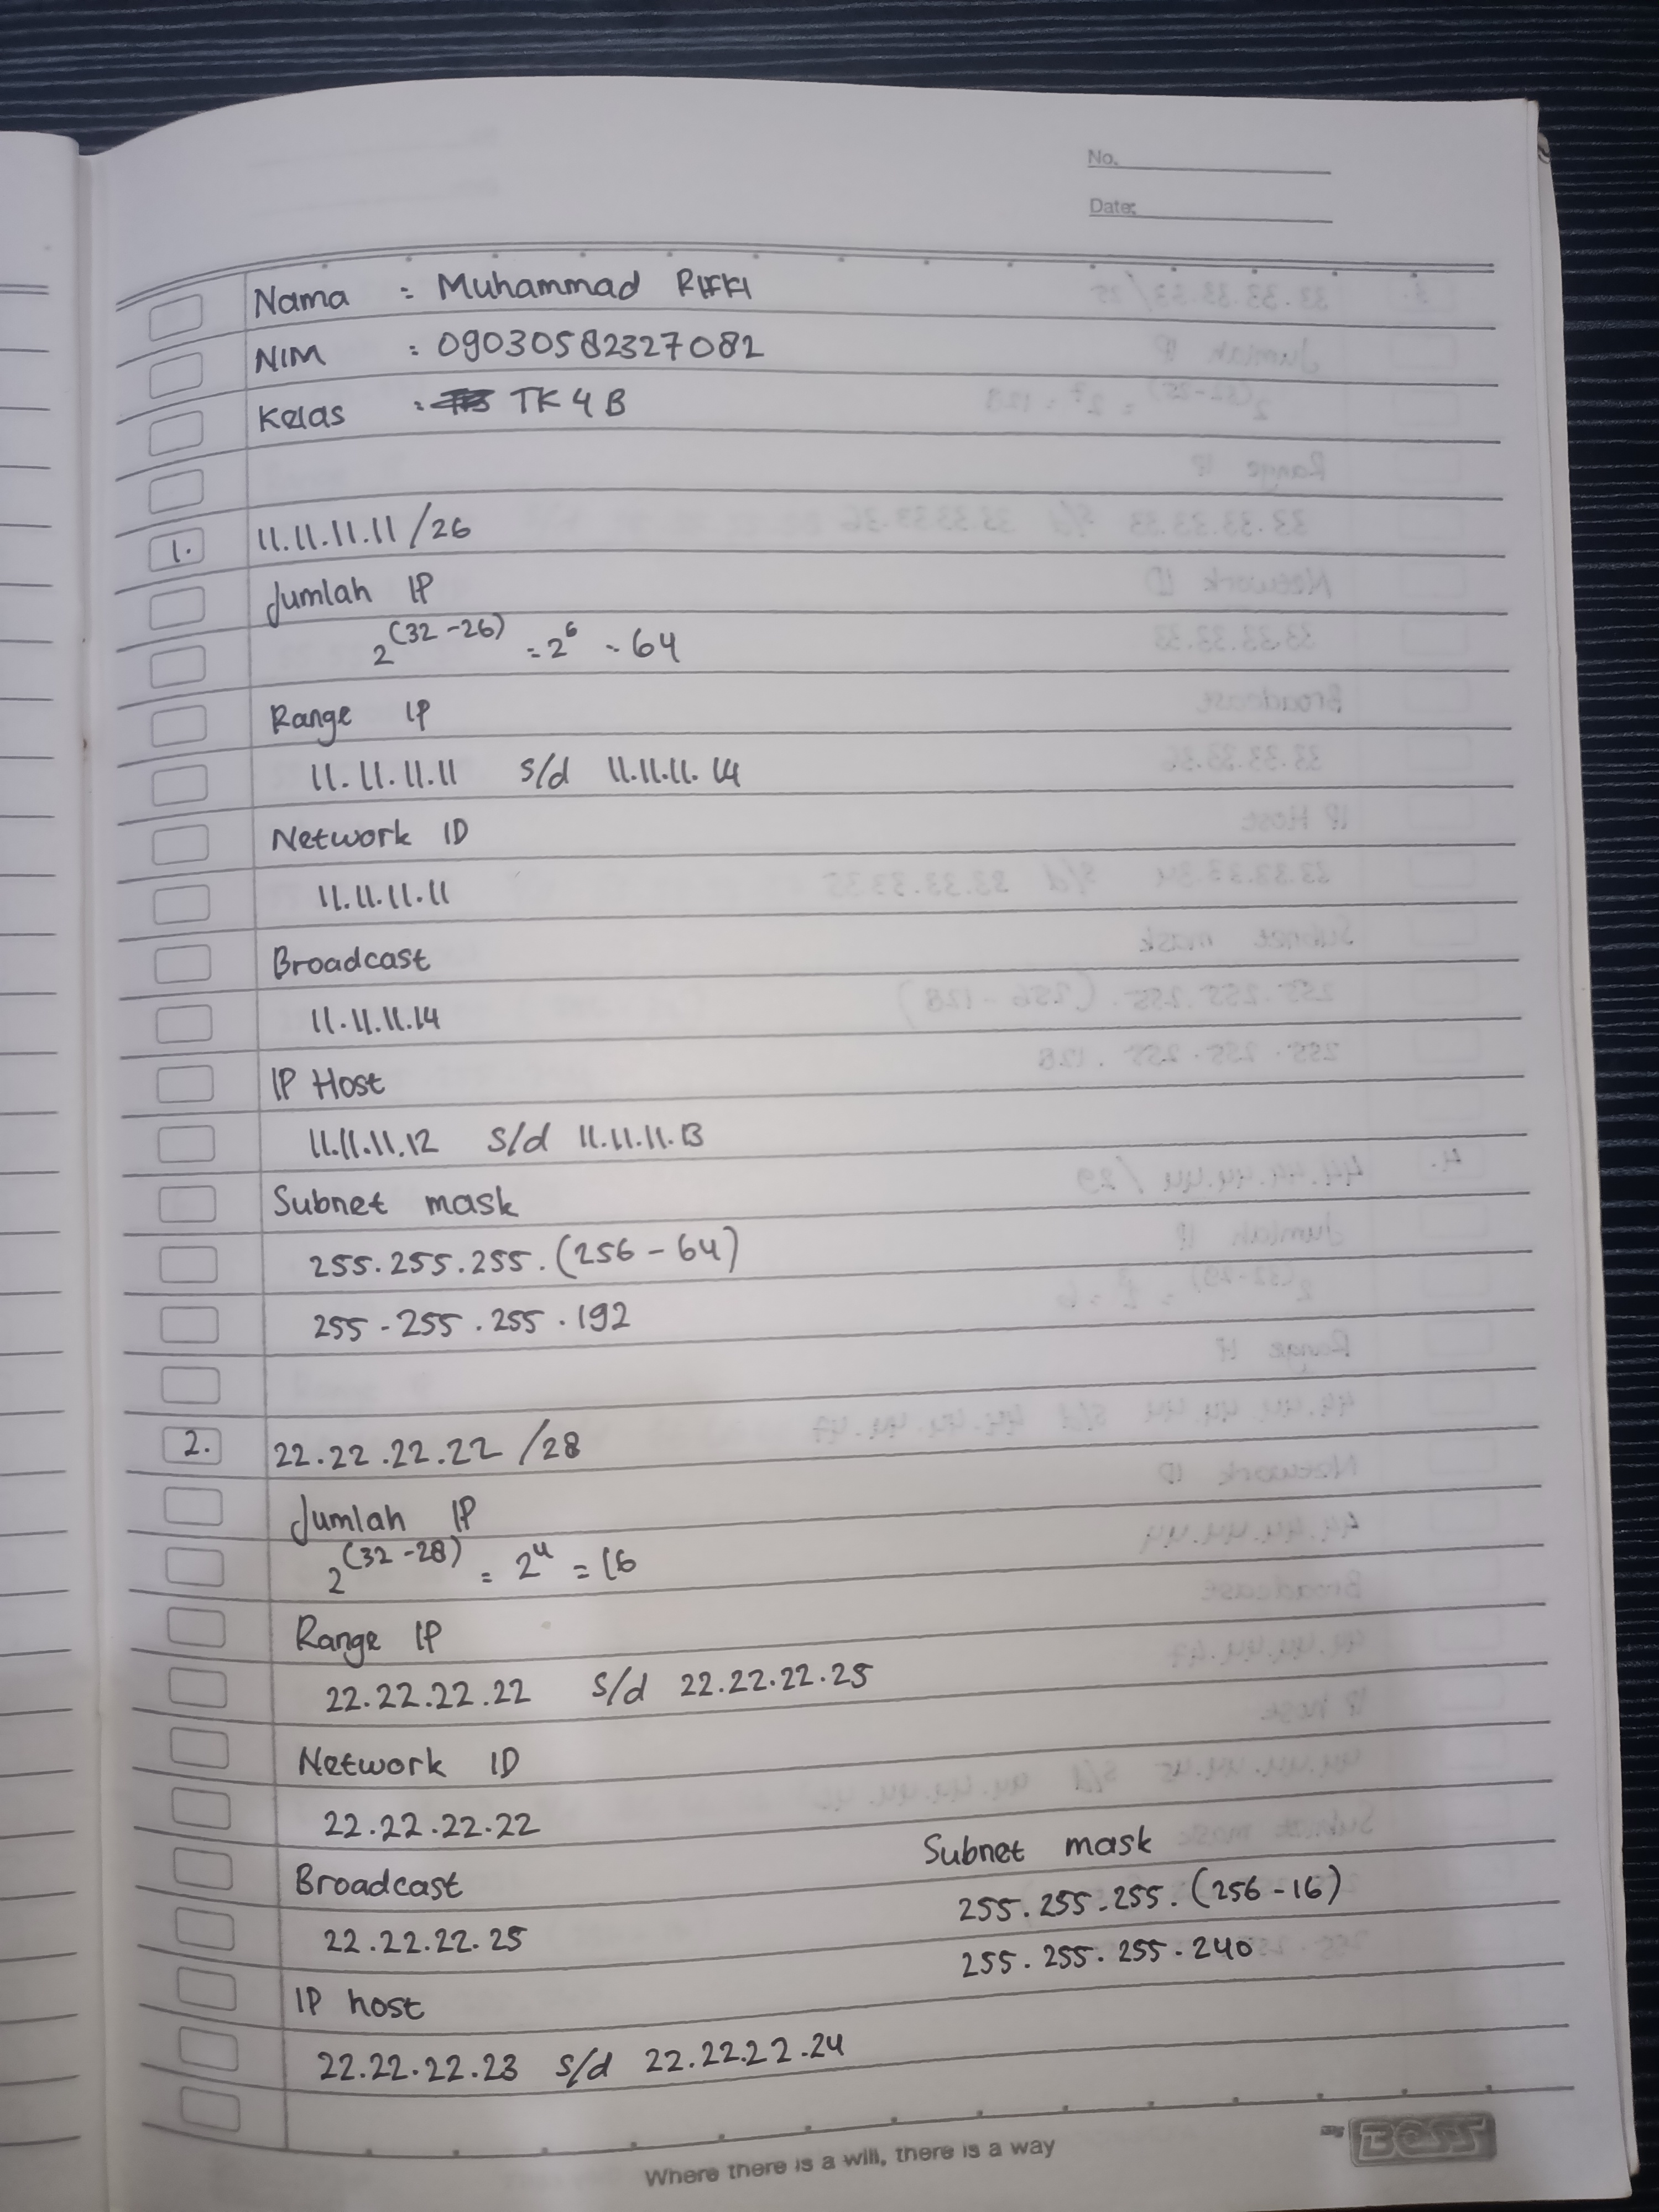 No.
Date:
Nama : Muhammad RIFKI
NIM : 09030582327082
Kelas : TK 4 B
1. 11.11.11.11 /26
Jumlah IP
2^(32-26) = 2^6 = 64
Range IP
11.11.11.11 s/d 11.11.11.14
Network ID
11.11.11.11
Broadcast
11.11.11.14
IP Host
11.11.11.12 s/d 11.11.11.13
Subnet mask
255.255.255.(256-64)
255-255.255.192
2. 22.22.22.22 /28
Jumlah IP
2^(32-28) = 2^4 = 16
Range IP
22.22.22.22 s/d 22.22.22.25
Network ID
22.22.22.22
Broadcast
22.22.22.25
IP host
22.22.22.23 s/d 22.22.22.24
Subnet mask
255.255.255.(256-16)
255.255.255.240
Where there is a will, there is a way
BOSS